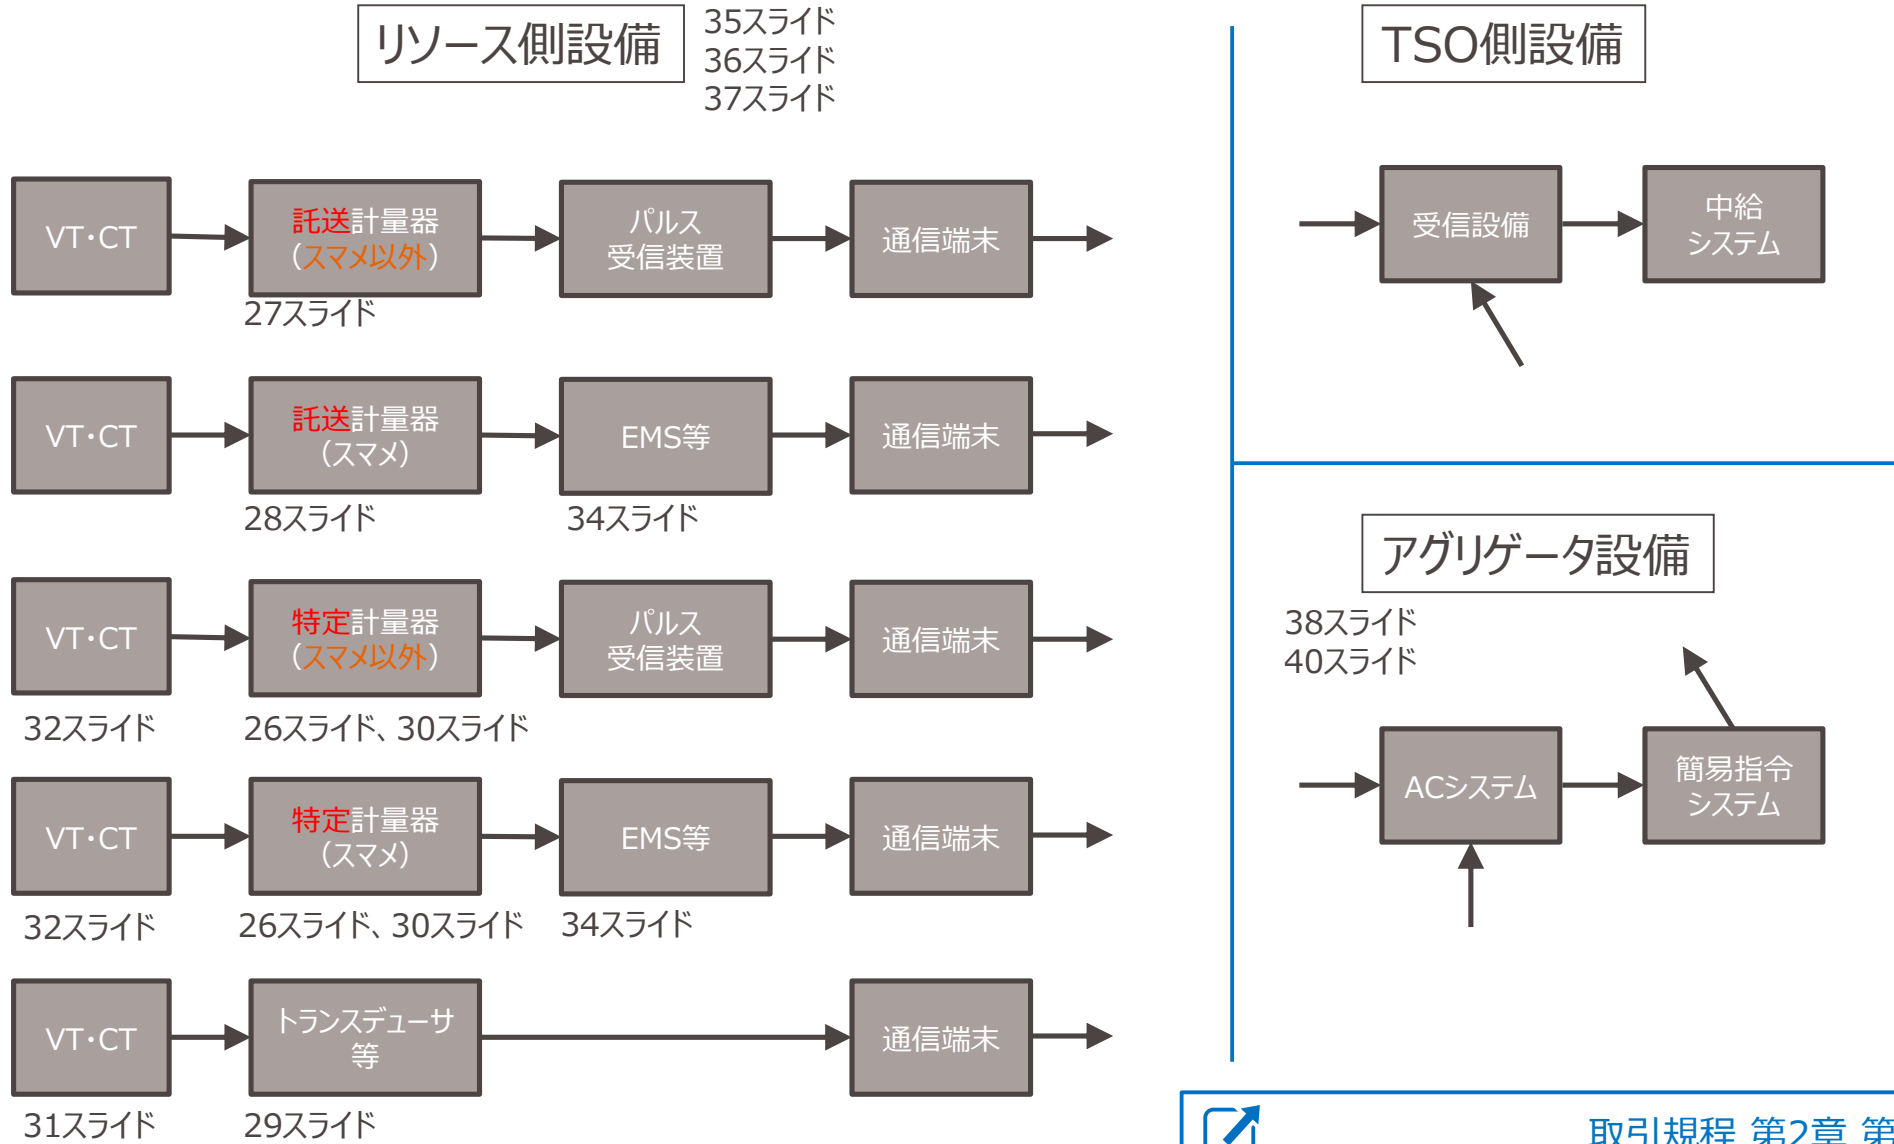 リソース側設備
35スライド
36スライド
37スライド
VT・CT
託送計量器
（スマメ以外）
パルス
受信装置
通信端末
27スライド
VT・CT
託送計量器
（スマメ）
EMS等
通信端末
28スライド
34スライド
VT・CT
特定計量器
（スマメ以外）
パルス
受信装置
通信端末
32スライド
26スライド、30スライド
VT・CT
特定計量器
（スマメ）
EMS等
通信端末
32スライド
26スライド、30スライド
34スライド
VT・CT
トランスデューサ
等
通信端末
31スライド
29スライド
TSO側設備
受信設備
中給
システム
アグリゲータ設備
38スライド
40スライド
ACシステム
簡易指令
システム
取引規程 第2章 第